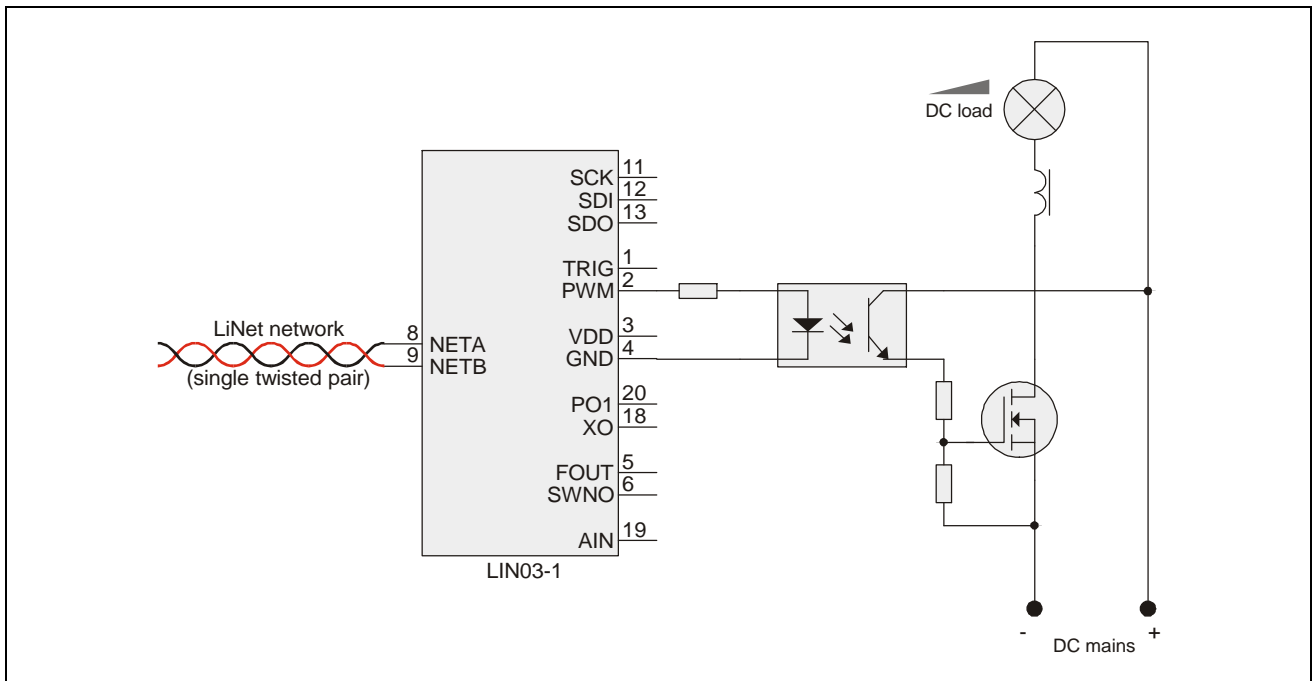 DC load
SCK 11
SDI 12
SDO 13
TRIG 1
PWM 2
LiNet network
(single twisted pair)
8 NETA
9 NETB
VDD 3
GND 4
PO1 20
XO 18
FOUT 5
SWNO 6
AIN 19
LIN03-1
- +
DC mains